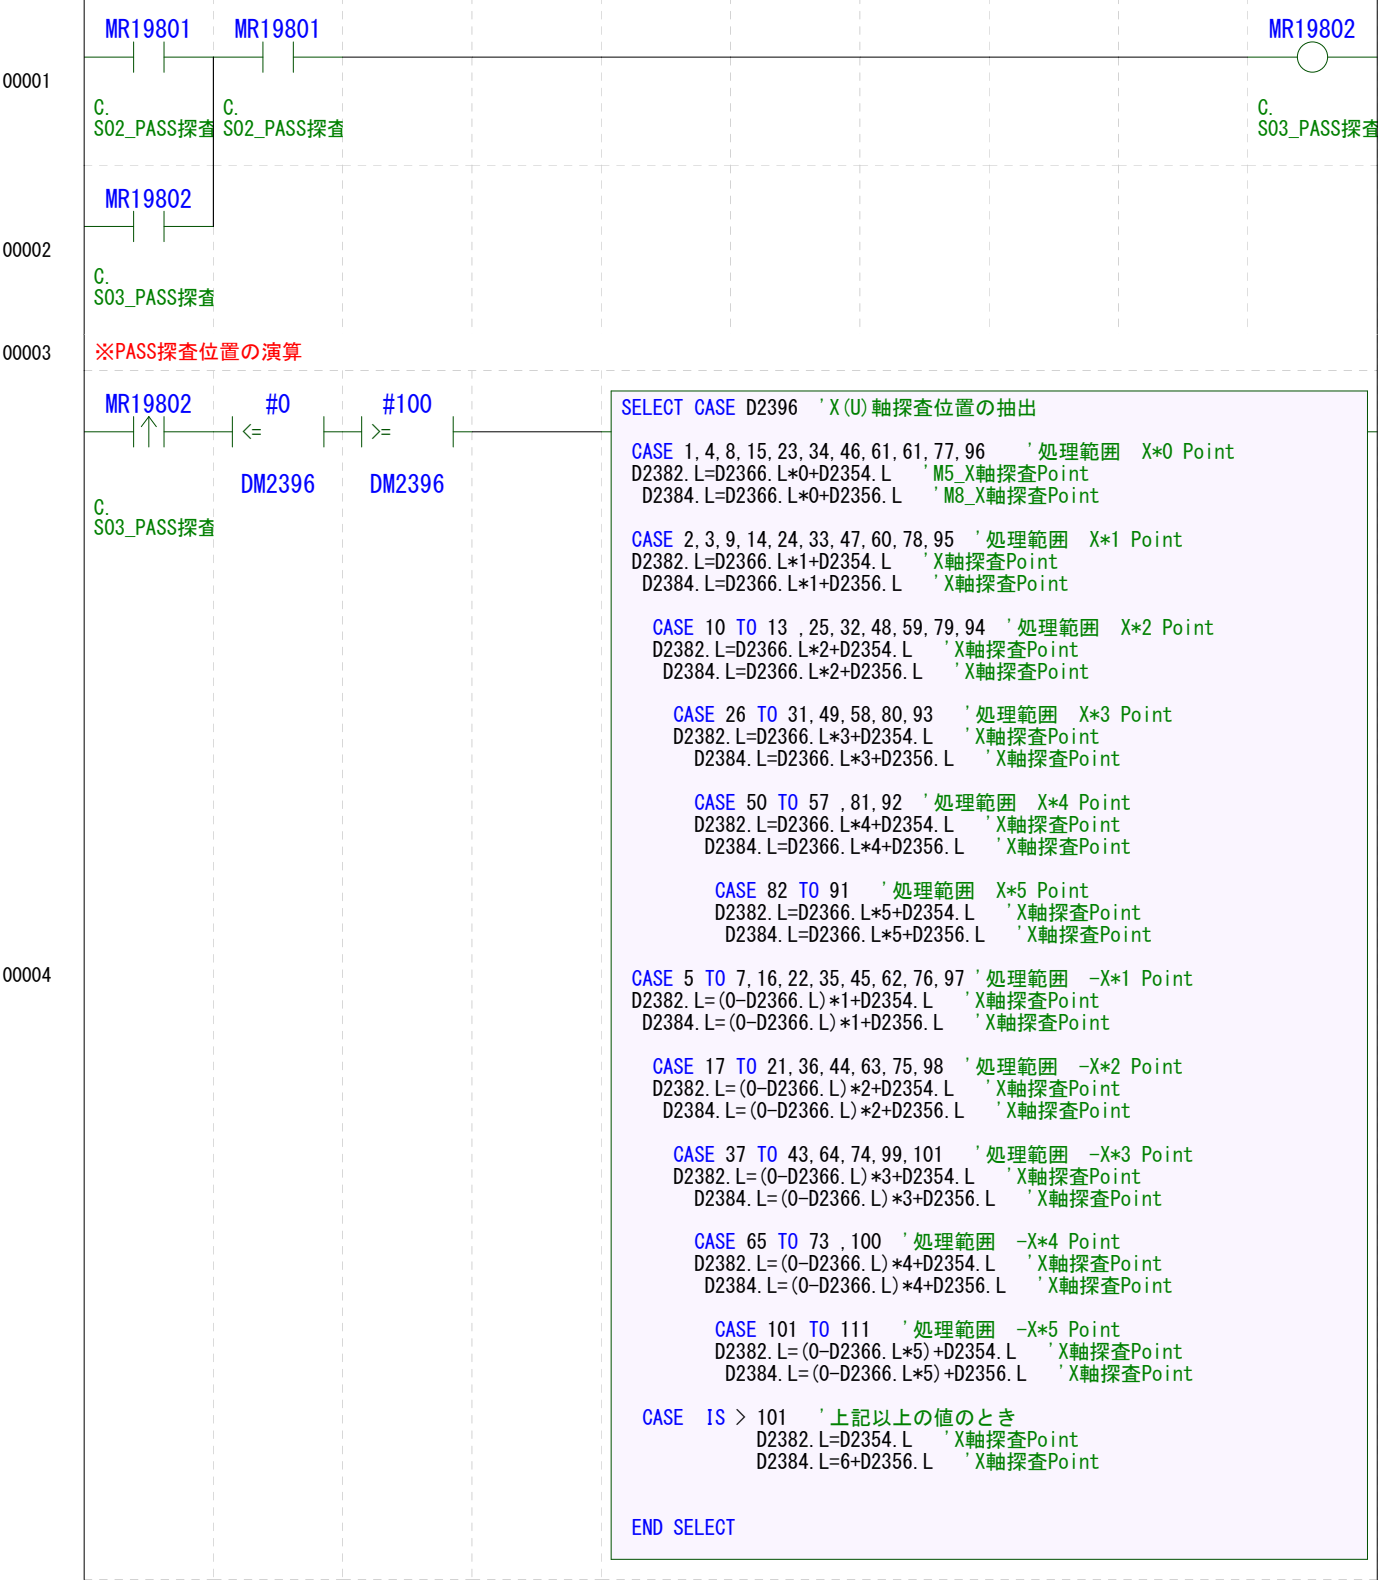 MR19801 MR19801 MR19802
00001
C. C. C.
S02_PASS探査 S02_PASS探査 S03_PASS探査
MR19802
00002
C.
S03_PASS探査
00003 ※PASS探査位置の演算
MR19802 #0 #100
<= >=
DM2396 DM2396
C.
S03_PASS探査
00004
SELECT CASE D2396 'X(U)軸探査位置の抽出
CASE 1,4,8,15,23,34,46,61,61,77,96 '処理範囲 X*0 Point
D2382.L=D2366.L*0+D2354.L 'M5_X軸探査Point
D2384.L=D2366.L*0+D2356.L 'M8_X軸探査Point
CASE 2,3,9,14,24,33,47,60,78,95 '処理範囲 X*1 Point
D2382.L=D2366.L*1+D2354.L 'X軸探査Point
D2384.L=D2366.L*1+D2356.L 'X軸探査Point
CASE 10 TO 13 ,25,32,48,59,79,94 '処理範囲 X*2 Point
D2382.L=D2366.L*2+D2354.L 'X軸探査Point
D2384.L=D2366.L*2+D2356.L 'X軸探査Point
CASE 26 TO 31,49,58,80,93 '処理範囲 X*3 Point
D2382.L=D2366.L*3+D2354.L 'X軸探査Point
D2384.L=D2366.L*3+D2356.L 'X軸探査Point
CASE 50 TO 57 ,81,92 '処理範囲 X*4 Point
D2382.L=D2366.L*4+D2354.L 'X軸探査Point
D2384.L=D2366.L*4+D2356.L 'X軸探査Point
CASE 82 TO 91 '処理範囲 X*5 Point
D2382.L=D2366.L*5+D2354.L 'X軸探査Point
D2384.L=D2366.L*5+D2356.L 'X軸探査Point
CASE 5 TO 7,16,22,35,45,62,76,97 '処理範囲 -X*1 Point
D2382.L=(0-D2366.L)*1+D2354.L 'X軸探査Point
D2384.L=(0-D2366.L)*1+D2356.L 'X軸探査Point
CASE 17 TO 21,36,44,63,75,98 '処理範囲 -X*2 Point
D2382.L=(0-D2366.L)*2+D2354.L 'X軸探査Point
D2384.L=(0-D2366.L)*2+D2356.L 'X軸探査Point
CASE 37 TO 43,64,74,99,101 '処理範囲 -X*3 Point
D2382.L=(0-D2366.L)*3+D2354.L 'X軸探査Point
D2384.L=(0-D2366.L)*3+D2356.L 'X軸探査Point
CASE 65 TO 73 ,100 '処理範囲 -X*4 Point
D2382.L=(0-D2366.L)*4+D2354.L 'X軸探査Point
D2384.L=(0-D2366.L)*4+D2356.L 'X軸探査Point
CASE 101 TO 111 '処理範囲 -X*5 Point
D2382.L=(0-D2366.L*5)+D2354.L 'X軸探査Point
D2384.L=(0-D2366.L*5)+D2356.L 'X軸探査Point
CASE IS > 101 '上記以上の値のとき
D2382.L=D2354.L 'X軸探査Point
D2384.L=6+D2356.L 'X軸探査Point
END SELECT